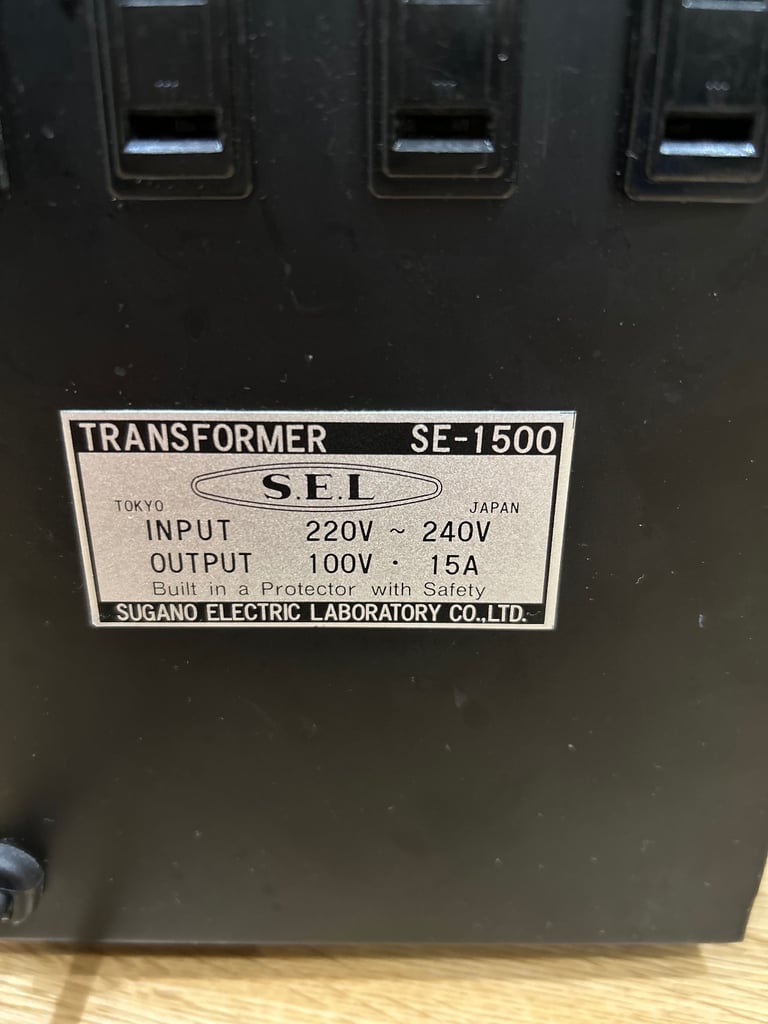 TRANSFORMER SE-1500
S.E.L
TOKYO JAPAN
INPUT 220V ~ 240V
OUTPUT 100V · 15A
Built in a Protector with Safety
SUGANO ELECTRIC LABORATORY CO.,LTD.